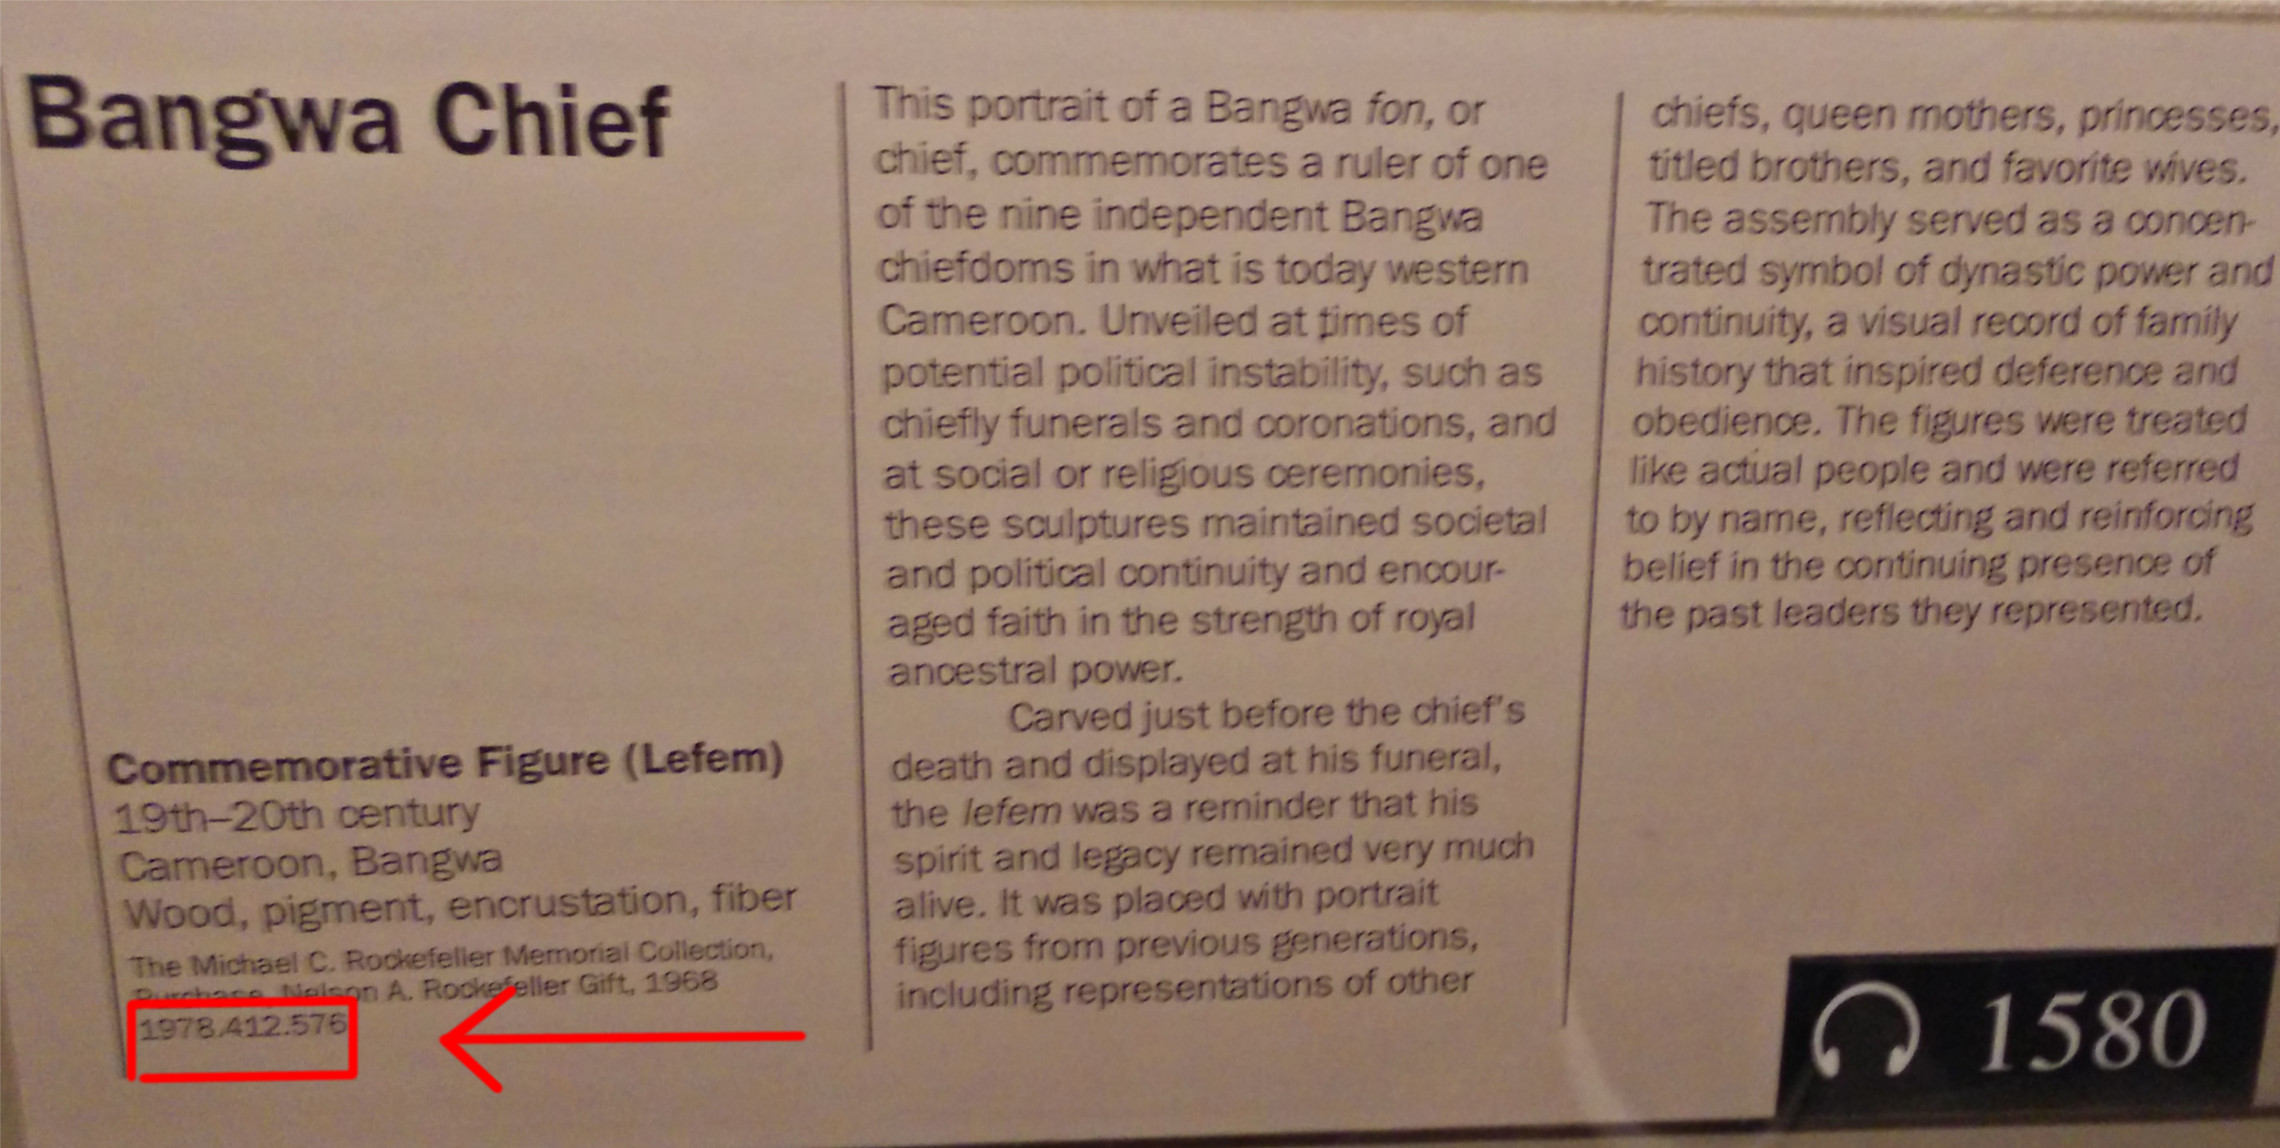 Bangwa Chief
Commemorative Figure (Lefem)
19th–20th century
Cameroon, Bangwa
Wood, pigment, encrustation, fiber
The Michael C. Rockefeller Memorial Collection,
Purchase, Nelson A. Rockefeller Gift, 1968
1978.412.576
This portrait of a Bangwa fon, or
chief, commemorates a ruler of one
of the nine independent Bangwa
chiefdoms in what is today western
Cameroon. Unveiled at times of
potential political instability, such as
chiefly funerals and coronations, and
at social or religious ceremonies,
these sculptures maintained societal
and political continuity and encour-
aged faith in the strength of royal
ancestral power.
Carved just before the chief's
death and displayed at his funeral,
the lefem was a reminder that his
spirit and legacy remained very much
alive. It was placed with portrait
figures from previous generations,
including representations of other
chiefs, queen mothers, princesses,
titled brothers, and favorite wives.
The assembly served as a concen-
trated symbol of dynastic power and
continuity, a visual record of family
history that inspired deference and
obedience. The figures were treated
like actual people and were referred
to by name, reflecting and reinforcing
belief in the continuing presence of
the past leaders they represented.
1580